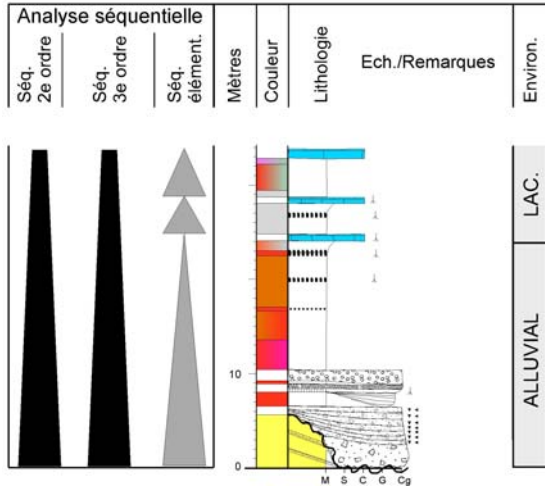 Analyse séquentielle
Séq.
2e ordre
Séq.
3e ordre
Séq.
élément.
Mètres
Couleur
Lithologie
Ech./Remarques
Environ.
LAC.
ALLUVIAL
10
0
M S C G Cg